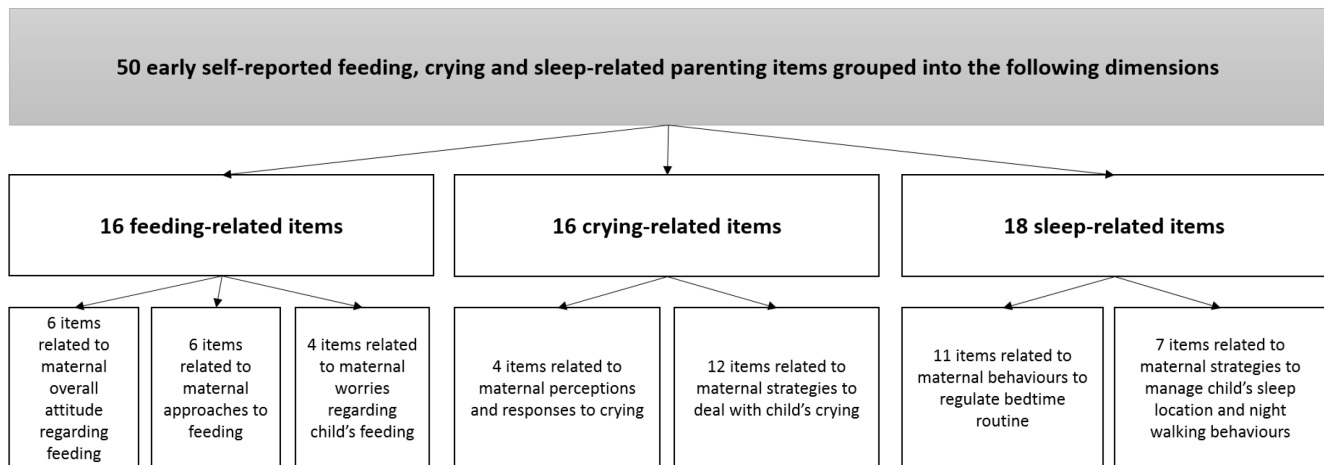 50 early self-reported feeding, crying and sleep-related parenting items grouped into the following dimensions
16 feeding-related items
16 crying-related items
18 sleep-related items
6 items
related to
maternal
overall
attitude
regarding
feeding
6 items
related to
maternal
approaches to
feeding
4 items related
to maternal
worries
regarding
child’s feeding
4 items related to
maternal perceptions
and responses to crying
12 items related to
maternal strategies to
deal with child’s crying
11 items related to
maternal behaviours to
regulate bedtime
routine
7 items related to
maternal strategies to
manage child’s sleep
location and night
walking behaviours